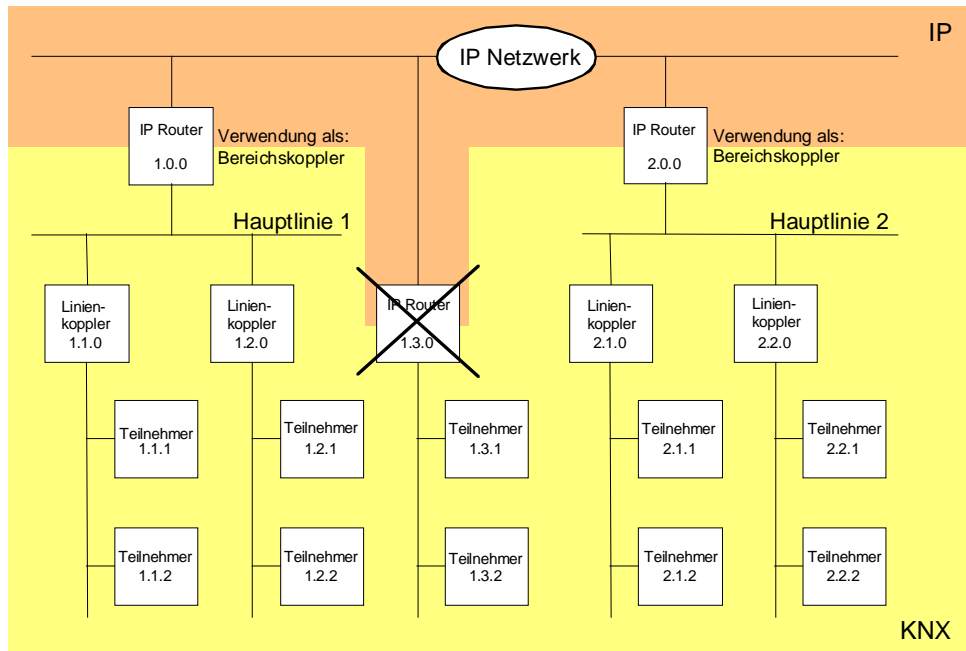 IP
IP Netzwerk
IP Router
1.0.0
Verwendung als:
Bereichskoppler
IP Router
2.0.0
Verwendung als:
Bereichskoppler
Hauptlinie 1
Hauptlinie 2
Linien-
koppler
1.1.0
Linien-
koppler
1.2.0
IP Router
1.3.0
Linien-
koppler
2.1.0
Linien-
koppler
2.2.0
Teilnehmer
1.1.1
Teilnehmer
1.2.1
Teilnehmer
1.3.1
Teilnehmer
2.1.1
Teilnehmer
2.2.1
Teilnehmer
1.1.2
Teilnehmer
1.2.2
Teilnehmer
1.3.2
Teilnehmer
2.1.2
Teilnehmer
2.2.2
KNX